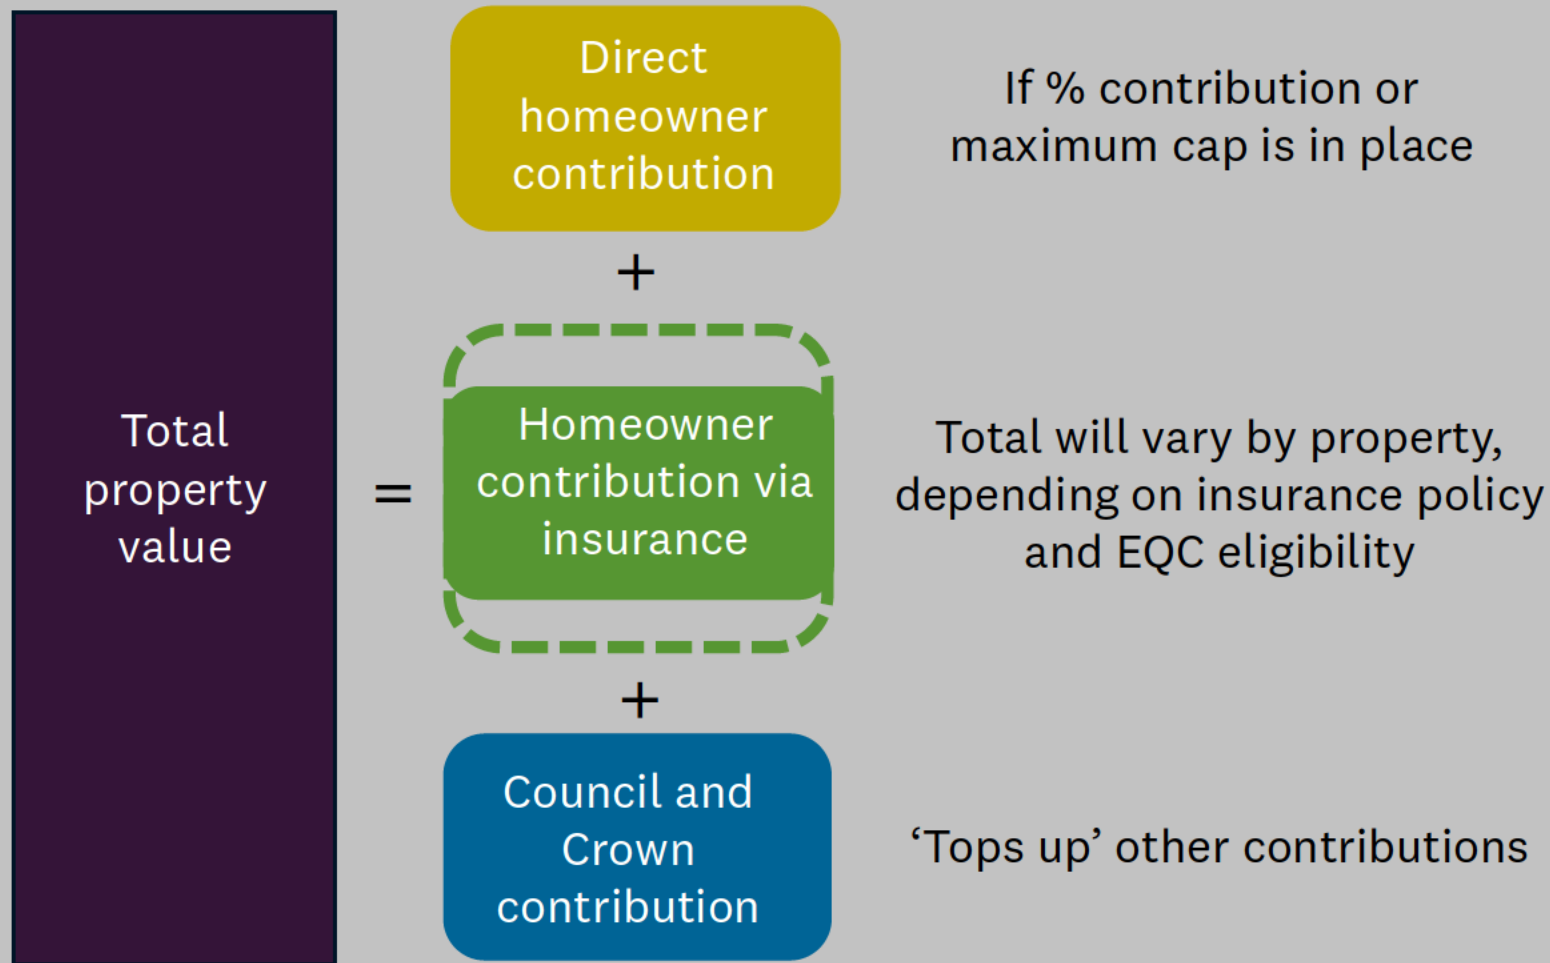 Total
property
value
=
Direct
homeowner
contribution
+
Homeowner
contribution via
insurance
+
Council and
Crown
contribution
If % contribution or
maximum cap is in place
Total will vary by property,
depending on insurance policy
and EQC eligibility
‘Tops up’ other contributions